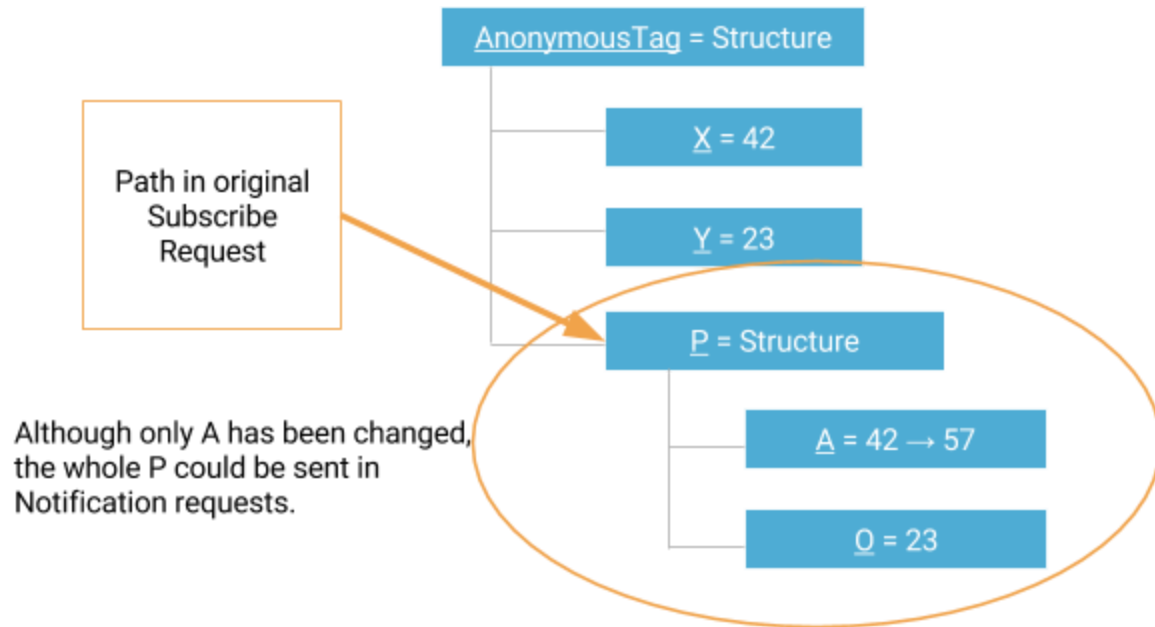 AnonymousTag = Structure
X = 42
Path in original
Subscribe
Request
Y = 23
P = Structure
Although only A has been changed,
the whole P could be sent in
Notification requests.
A = 42 → 57
O = 23